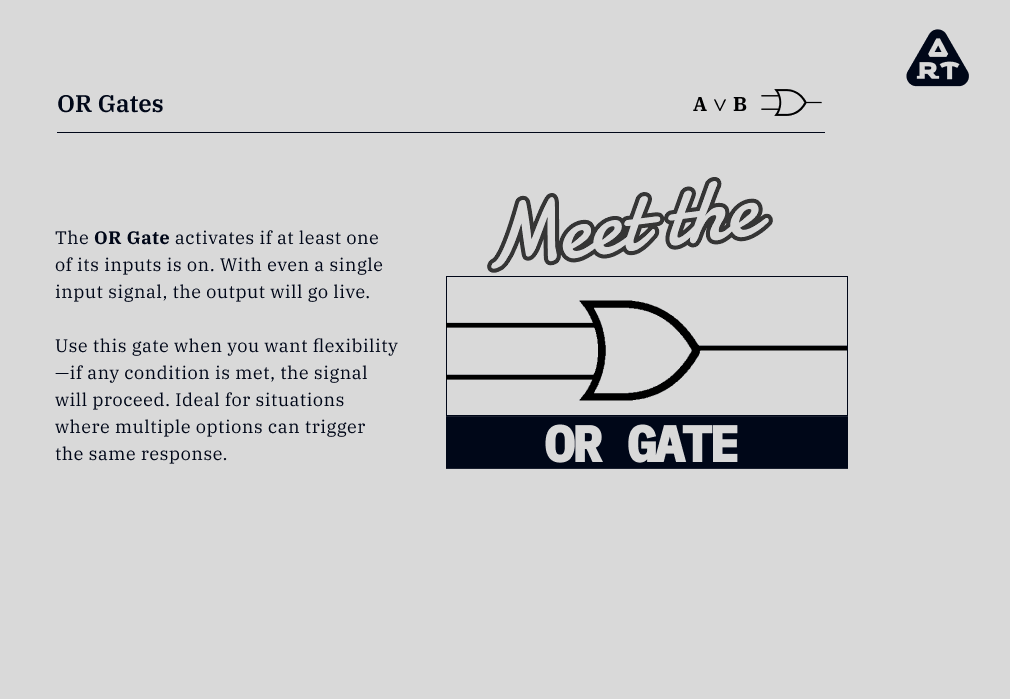 ART
OR Gates
A ∨ B
Meet the
The OR Gate activates if at least one
of its inputs is on. With even a single
input signal, the output will go live.
Use this gate when you want flexibility
—if any condition is met, the signal
will proceed. Ideal for situations
where multiple options can trigger
the same response.
OR GATE